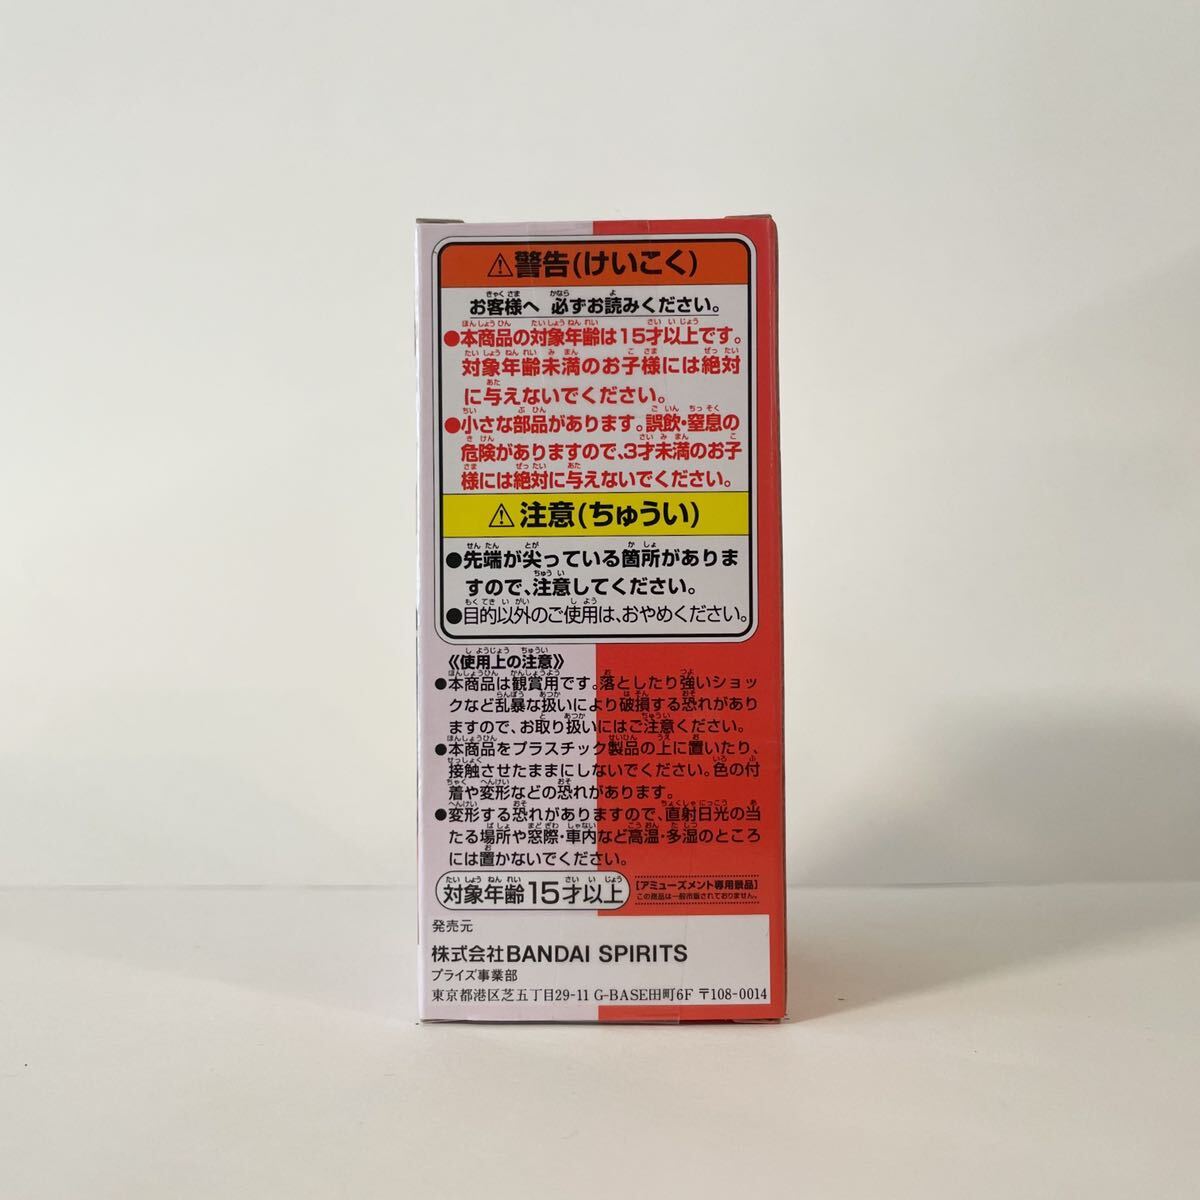 ⚠警告(けいこく)
お客様へ 必ずお読みください。
●本商品の対象年齢は15才以上です。
対象年齢未満のお子様には絶対
に与えないでください。
●小さな部品があります。誤飲・窒息の
危険がありますので、3才未満のお子
様には絶対に与えないでください。
⚠注意(ちゅうい)
●先端が尖っている箇所がありま
すので、注意してください。
●目的以外のご使用は、おやめください。
《使用上の注意》
●本商品は観賞用です。落としたり強いショッ
クなど乱暴な扱いにより破損する恐れがあり
ますので、お取り扱いにはご注意ください。
●本商品をプラスチック製品の上に置いたり、
接触させたままにしないでください。色の付
着や変形などの恐れがあります。
●変形する恐れがありますので、直射日光の当
たる場所や窓際・車内など高温・多湿のところ
には置かないでください。
対象年齢15才以上
[アミューズメント専用景品]
この商品は一般市販されておりません。
発売元
株式会社BANDAI SPIRITS
プライズ事業部
東京都港区芝五丁目29-11 G-BASE田町6F 〒108-0014